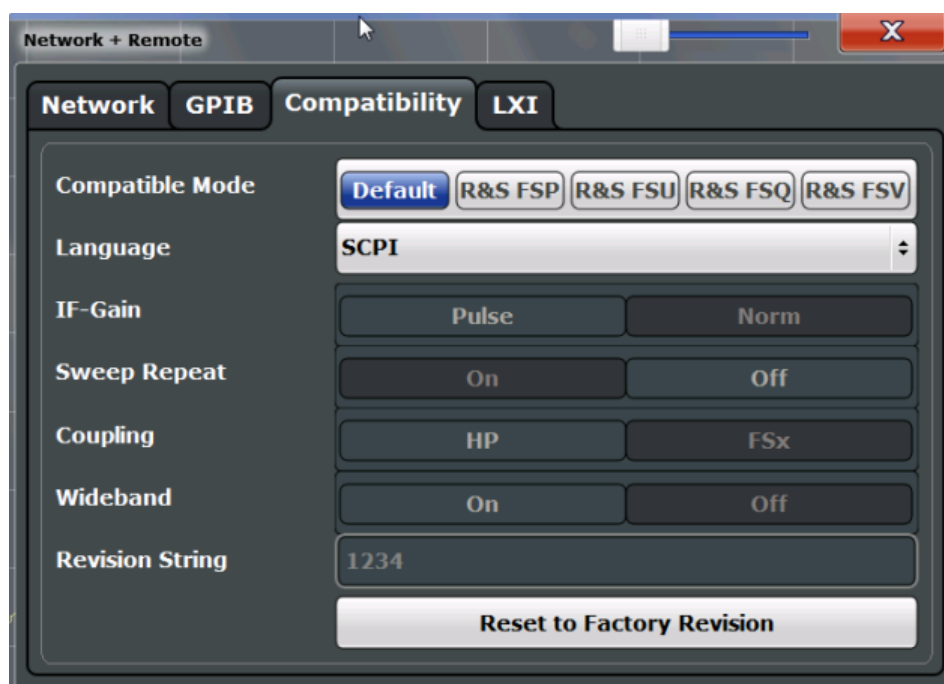 Network + Remote
Network GPIB Compatibility LXI
Compatible Mode Default R&S FSP R&S FSU R&S FSQ R&S FSV
Language SCPI
IF-Gain Pulse Norm
Sweep Repeat On Off
Coupling HP FSx
Wideband On Off
Revision String 1234
Reset to Factory Revision